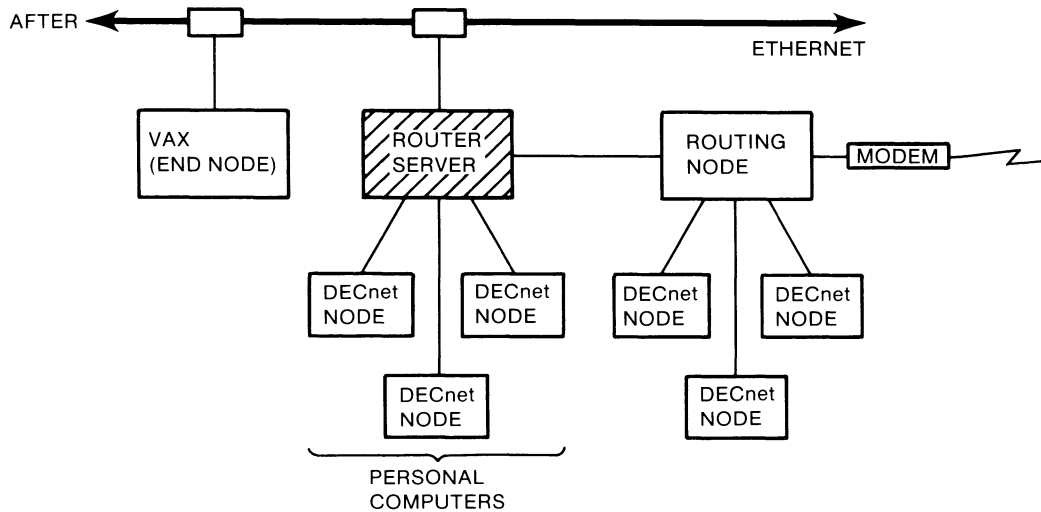 AFTER
ETHERNET
VAX
(END NODE)
ROUTER
SERVER
ROUTING
NODE
MODEM
DECnet
NODE
DECnet
NODE
DECnet
NODE
DECnet
NODE
DECnet
NODE
DECnet
NODE
PERSONAL
COMPUTERS